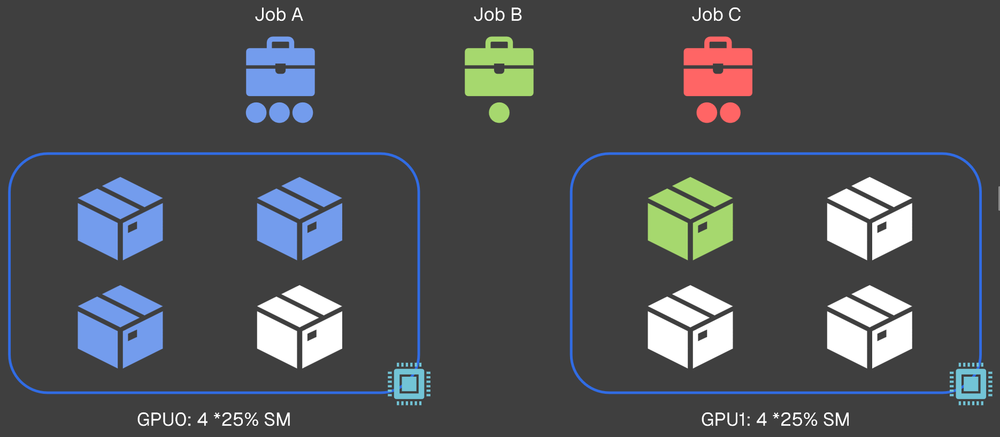 Job A
Job B
Job C
GPU0: 4 *25% SM
GPU1: 4 *25% SM